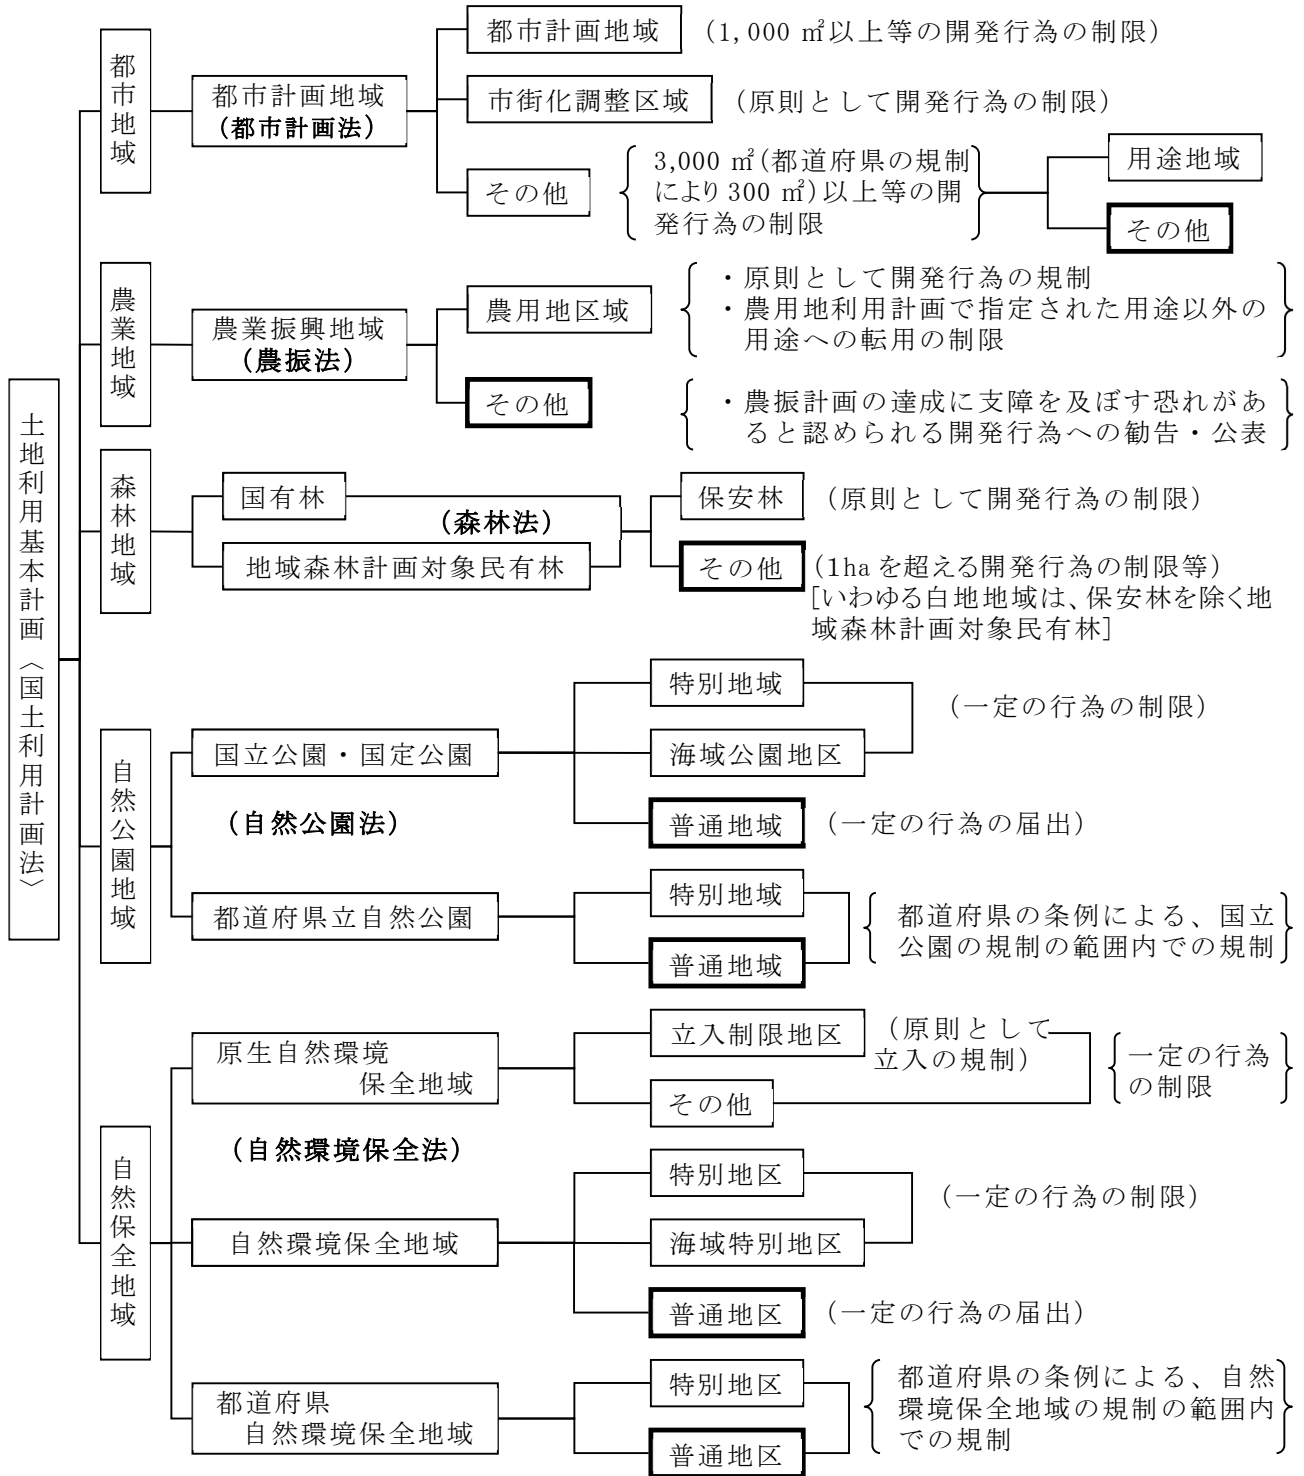 土地利用基本計画〈国土利用計画法〉
都市地域
都市計画地域
(都市計画法)
都市計画地域
(1,000 ㎡以上等の開発行為の制限)
市街化調整区域
(原則として開発行為の制限)
その他
3,000 ㎡(都道府県の規制
により 300 ㎡)以上等の開
発行為の制限
用途地域
その他
農業地域
農業振興地域
(農振法)
農用地区域
・原則として開発行為の規制
・農用地利用計画で指定された用途以外の
用途への転用の制限
その他
・農振計画の達成に支障を及ぼす恐れがあ
ると認められる開発行為への勧告・公表
森林地域
国有林
(森林法)
地域森林計画対象民有林
保安林
(原則として開発行為の制限)
その他
(1ha を超える開発行為の制限等)
[いわゆる白地地域は、保安林を除く地
域森林計画対象民有林]
自然公園地域
国立公園・国定公園
(自然公園法)
特別地域
(一定の行為の制限)
海域公園地区
普通地域
(一定の行為の届出)
都道府県立自然公園
特別地域
普通地域
都道府県の条例による、国立
公園の規制の範囲内での規制
自然保全地域
原生自然環境
保全地域
立入制限地区
(原則として
立入の規制)
その他
一定の行為
の制限
(自然環境保全法)
自然環境保全地域
特別地区
(一定の行為の制限)
海域特別地区
普通地区
(一定の行為の届出)
都道府県
自然環境保全地域
特別地区
普通地区
都道府県の条例による、自然
環境保全地域の規制の範囲内
での規制